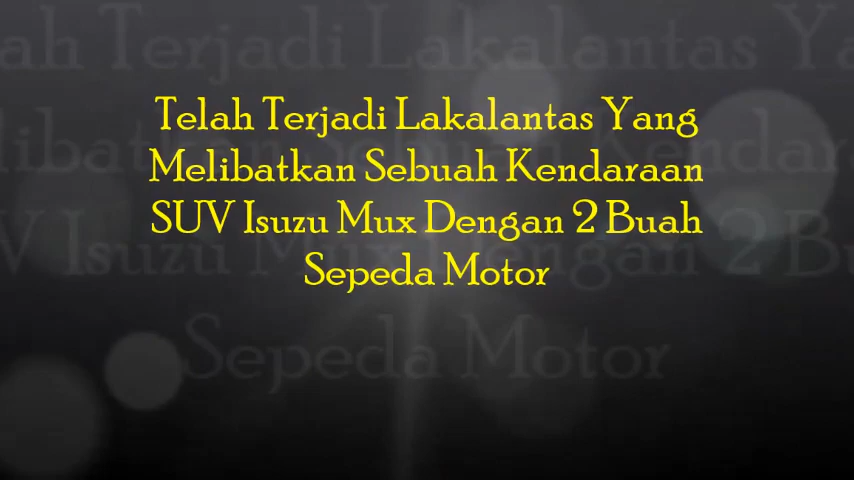 Telah Terjadi Lakalantas Yang
Melibatkan Sebuah Kendaraan
SUV Isuzu Mux Dengan 2 Buah
Sepeda Motor